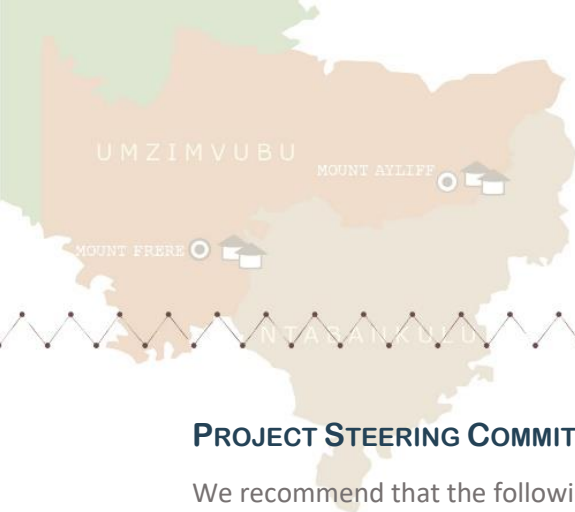 UMZIMVUBU
MOUNT AYLIFF
MOUNT FRERE
NTABANKULU
PROJECT STEERING COMMIT
We recommend that the followi